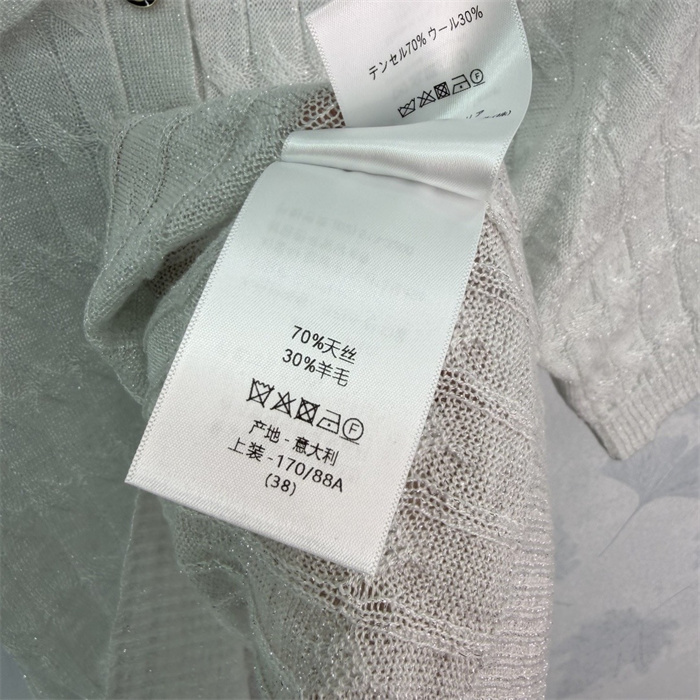 テンセル70% ウール30%
70%天丝
30%羊毛
F
产地 - 意大利
上装 -170/88A
(38)